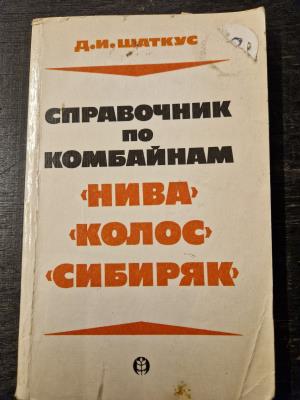 Д.И. ШАТКУС
СПРАВОЧНИК
ПО
КОМБАЙНАМ
«НИВА»
«КОЛОС»
«СИБИРЯК»